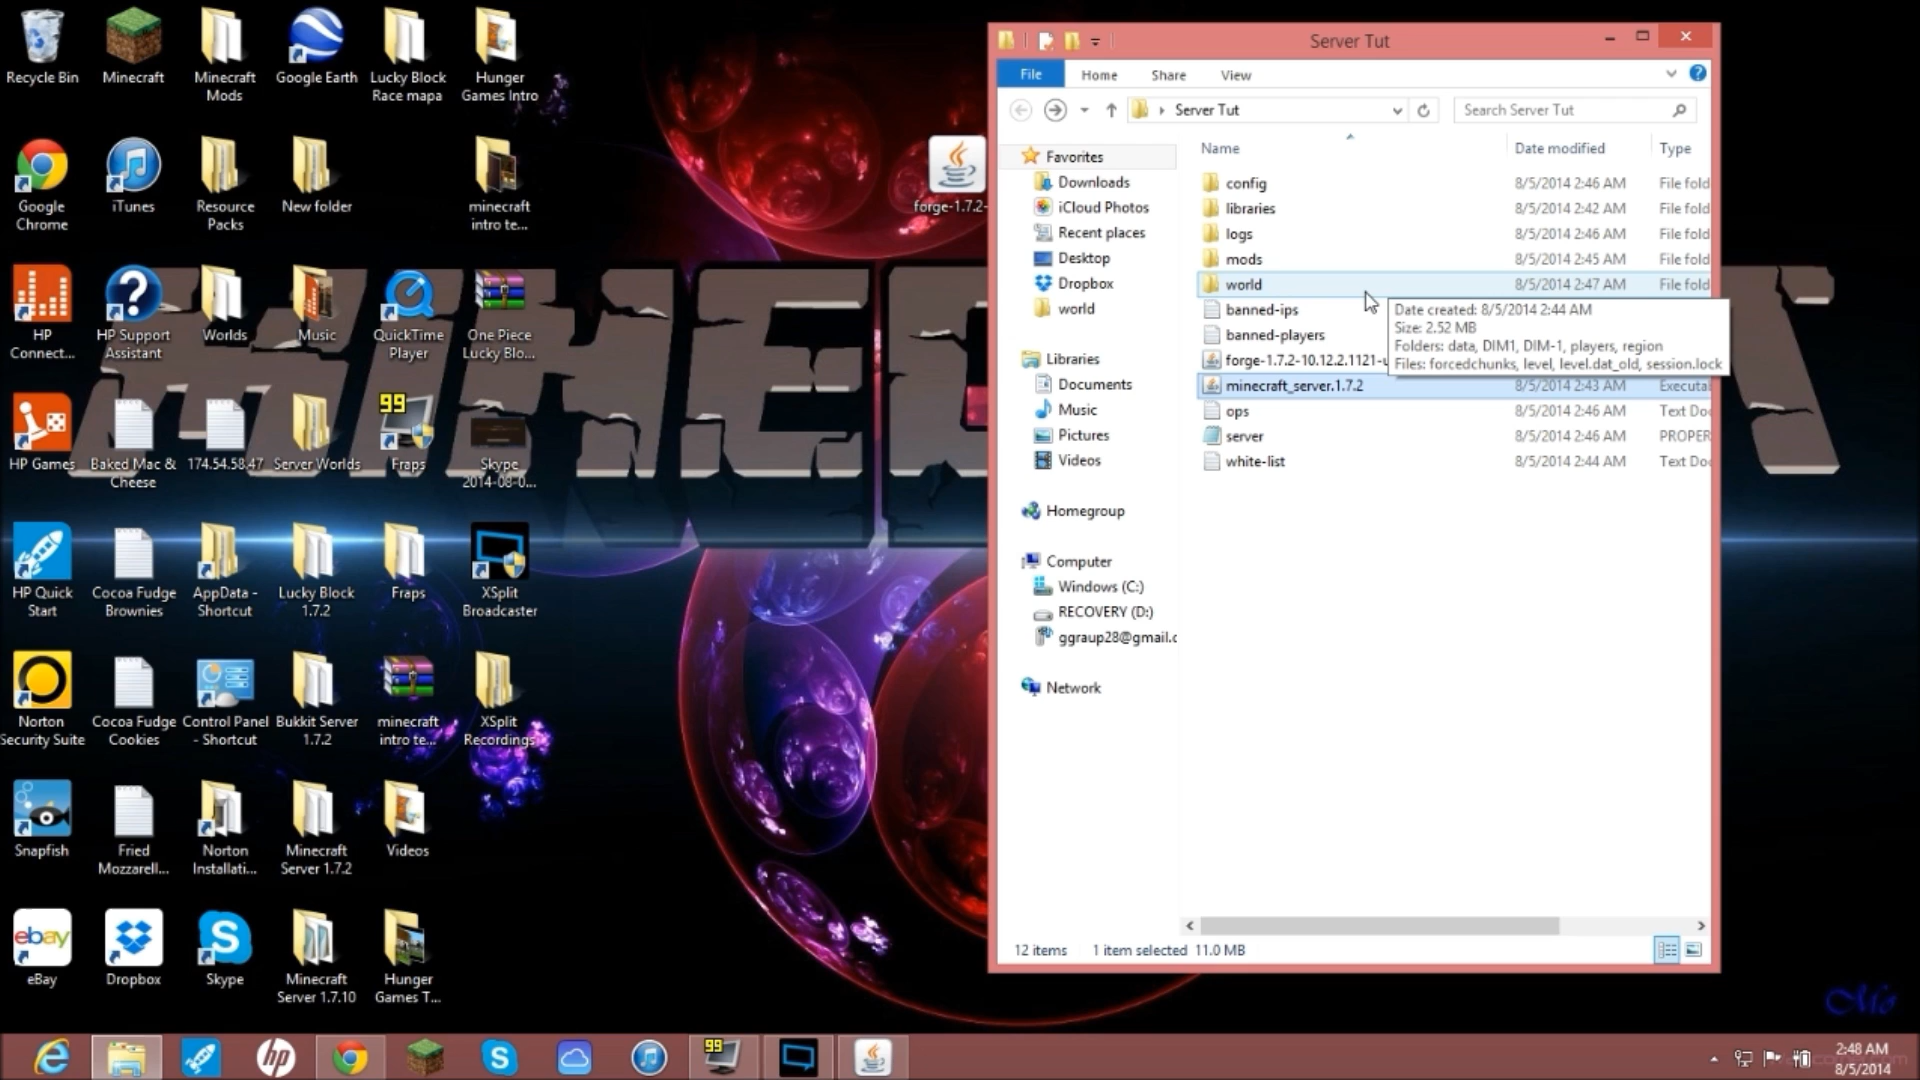 Recycle Bin
Minecraft
Minecraft Mods
Google Earth
Lucky Block Race mapa
Hunger Games Intro
Google Chrome
iTunes
Resource Packs
New folder
minecraft intro te...
forge-1.7.2-
HP Connect...
HP Support Assistant
Worlds
Music
QuickTime Player
One Piece Lucky Blo...
HP Games
Baked Mac & Cheese
174.54.58.47
Server Worlds
99
Fraps
Skype 2014-08-0...
HP Quick Start
Cocoa Fudge Brownies
AppData - Shortcut
Lucky Block 1.7.2
Fraps
XSplit Broadcaster
Norton Security Suite
Cocoa Fudge Cookies
Control Panel - Shortcut
Bukkit Server 1.7.2
minecraft intro te...
XSplit Recordings
Snapfish
Fried Mozzarell...
Norton Installati...
Minecraft Server 1.7.2
Videos
ebay
eBay
Dropbox
Skype
Minecraft Server 1.7.10
Hunger Games T...
Server Tut
File Home Share View
Server Tut
Search Server Tut
Favorites
Downloads
iCloud Photos
Recent places
Desktop
Dropbox
world
Libraries
Documents
Music
Pictures
Videos
Homegroup
Computer
Windows (C:)
RECOVERY (D:)
ggraup28@gmail.c
Network
Name Date modified Type
config 8/5/2014 2:46 AM File fold
libraries 8/5/2014 2:42 AM File fold
logs 8/5/2014 2:46 AM File fold
mods 8/5/2014 2:45 AM File fold
world 8/5/2014 2:47 AM File fold
banned-ips
banned-players
forge-1.7.2-10.12.2.1121-u
minecraft_server.1.7.2 8/5/2014 2:43 AM Executa
ops 8/5/2014 2:46 AM Text Doc
server 8/5/2014 2:46 AM PROPER
white-list 8/5/2014 2:44 AM Text Doc
Date created: 8/5/2014 2:44 AM
Size: 2.52 MB
Folders: data, DIM1, DIM-1, players, region
Files: forcedchunks, level, level.dat_old, session.lock
12 items 1 item selected 11.0 MB
hp
99
2:48 AM
8/5/2014